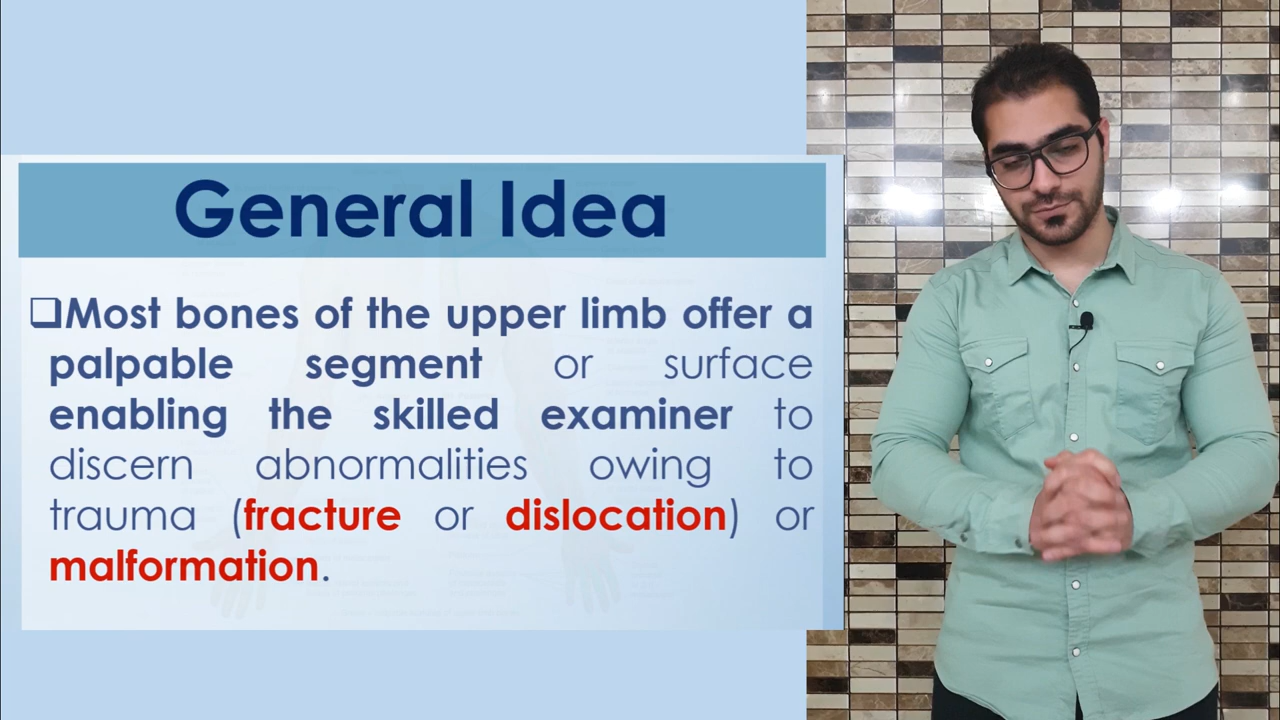 General Idea
❑Most bones of the upper limb offer a
palpable segment or surface
enabling the skilled examiner to
discern abnormalities owing to
trauma (fracture or dislocation) or
malformation.